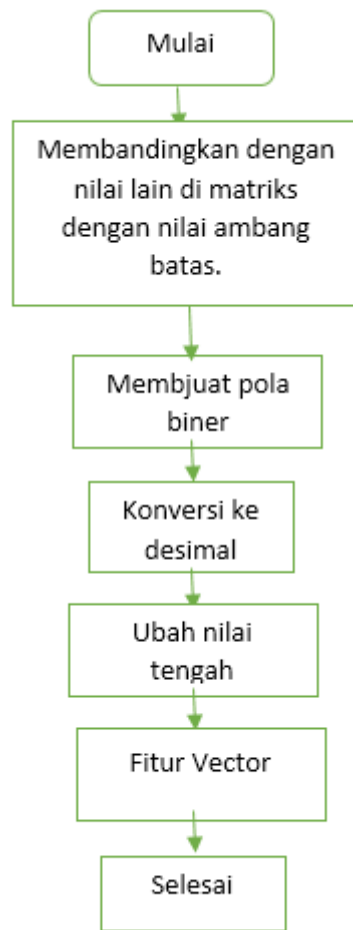 Mulai
Membandingkan dengan
nilai lain di matriks
dengan nilai ambang
batas.
Membjuat pola
biner
Konversi ke
desimal
Ubah nilai
tengah
Fitur Vector
Selesai